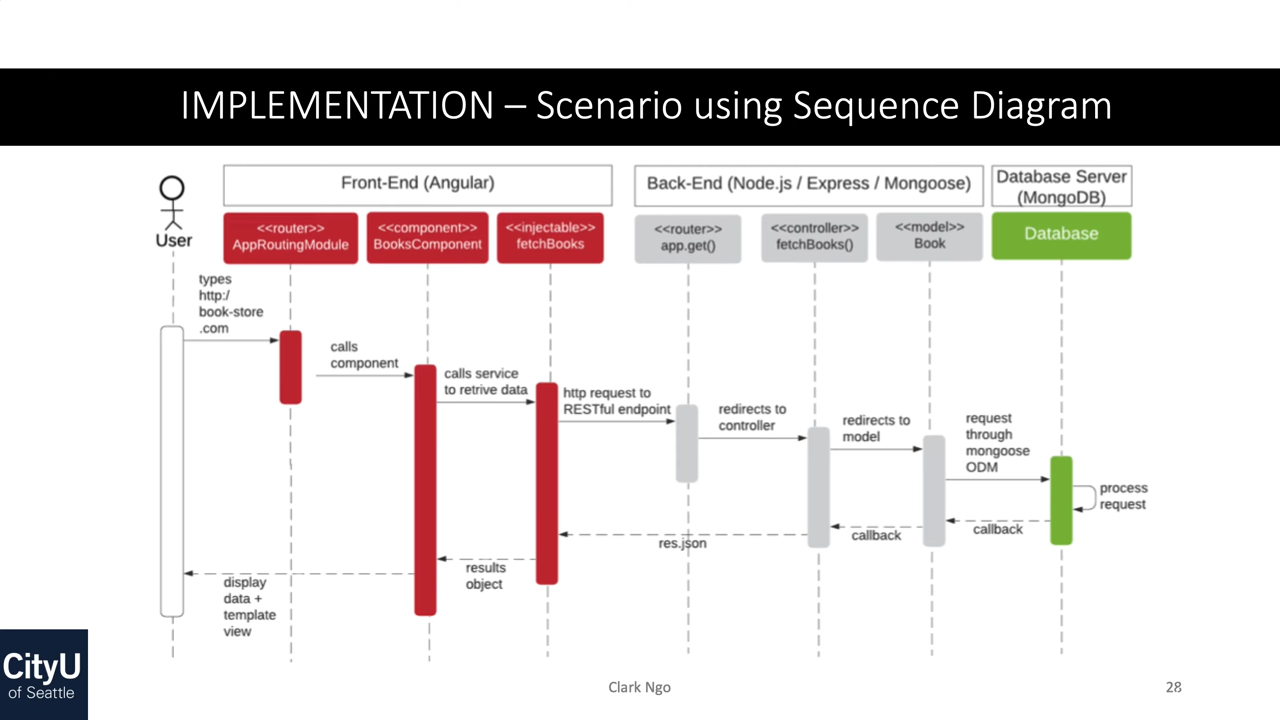 IMPLEMENTATION – Scenario using Sequence Diagram
User
Front-End (Angular)
Back-End (Node.js / Express / Mongoose)
Database Server
(MongoDB)
<<router>>
AppRoutingModule
<<component>>
BooksComponent
<<injectable>>
fetchBooks
<<router>>
app.get()
<<controller>>
fetchBooks()
<<model>>
Book
Database
types
http:/
book-store
.com
calls
component
calls service
to retrive data
http request to
RESTful endpoint
redirects to
controller
redirects to
model
request
through
mongoose
ODM
process
request
callback
callback
res.json
results
object
display
data +
template
view
CityU
of Seattle
Clark Ngo
28